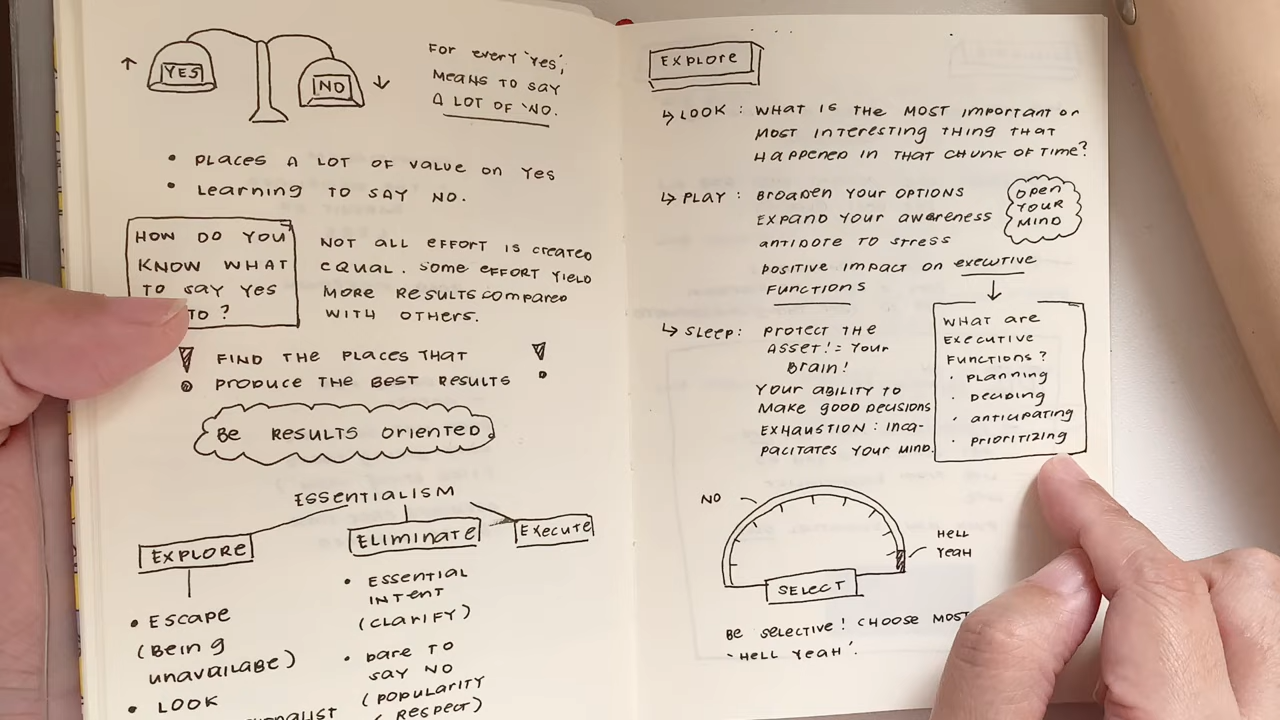 YES
NO
For every 'yes',
means to say
a lot of 'no.
• Places a lot of value on yes
• Learning to say no.
How do you
know what
to say yes
to?
Not all effort is created
equal. Some effort yield
more results compared
with others.
Find the places that
produce the best results
Be results oriented
Essentialism
Explore
Eliminate
Execute
• Escape
(Being
unavailabe)
• Look
• Essential
intent
(clarify)
• Dare to
say no
(popularity
( respect)
Explore
↳ Look: What is the most important or
most interesting thing that
happened in that chunk of time?
↳ Play: Broaden your options
expand your awareness
antidote to stress
positive impact on executive
functions
Open
your
mind
↳ Sleep: Protect the
asset! = your
brain!
Your ability to
make good decisions
Exhaustion: inca-
pacitates your mind.
What are
executive
functions?
· planning
· deciding
· anticipating
· prioritizing
No
Hell
yeah
Select
Be selective! Choose most
'Hell yeah'.